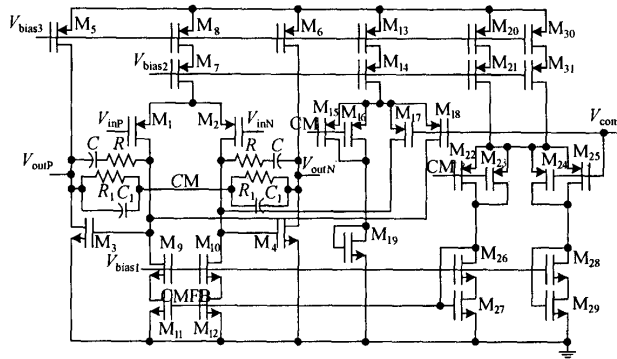 Vbias3 M5 M8 M6 M13 M20 M30
Vbias2 M7 M14 M21 M31
VinP M1 M2 VinN CM M15 M16 M17 M18 Vcom
C R R C
VoutP CM VoutN CM M22 M23 M24 M25
R1 C1 R1 C1
M3 M9 M10 M4 M19
Vbias1 M26 M28
CMFB
M11 M12 M27 M29